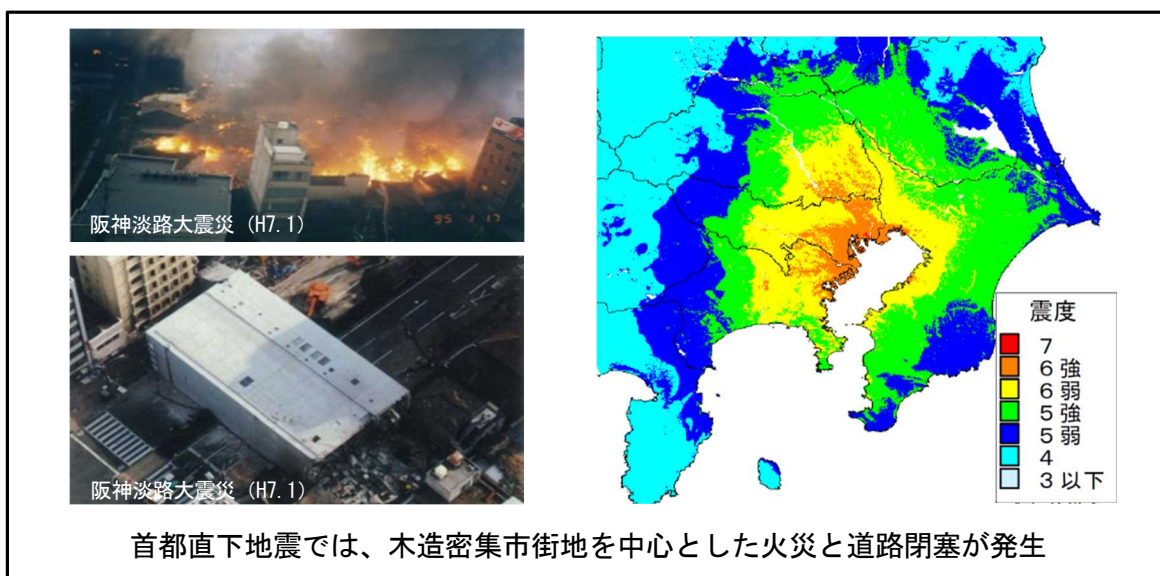 95 1 17
阪神淡路大震災 (H7.1)
阪神淡路大震災 (H7.1)
震度
7
6強
6弱
5強
5弱
4
3以下
首都直下地震では、木造密集市街地を中心とした火災と道路閉塞が発生